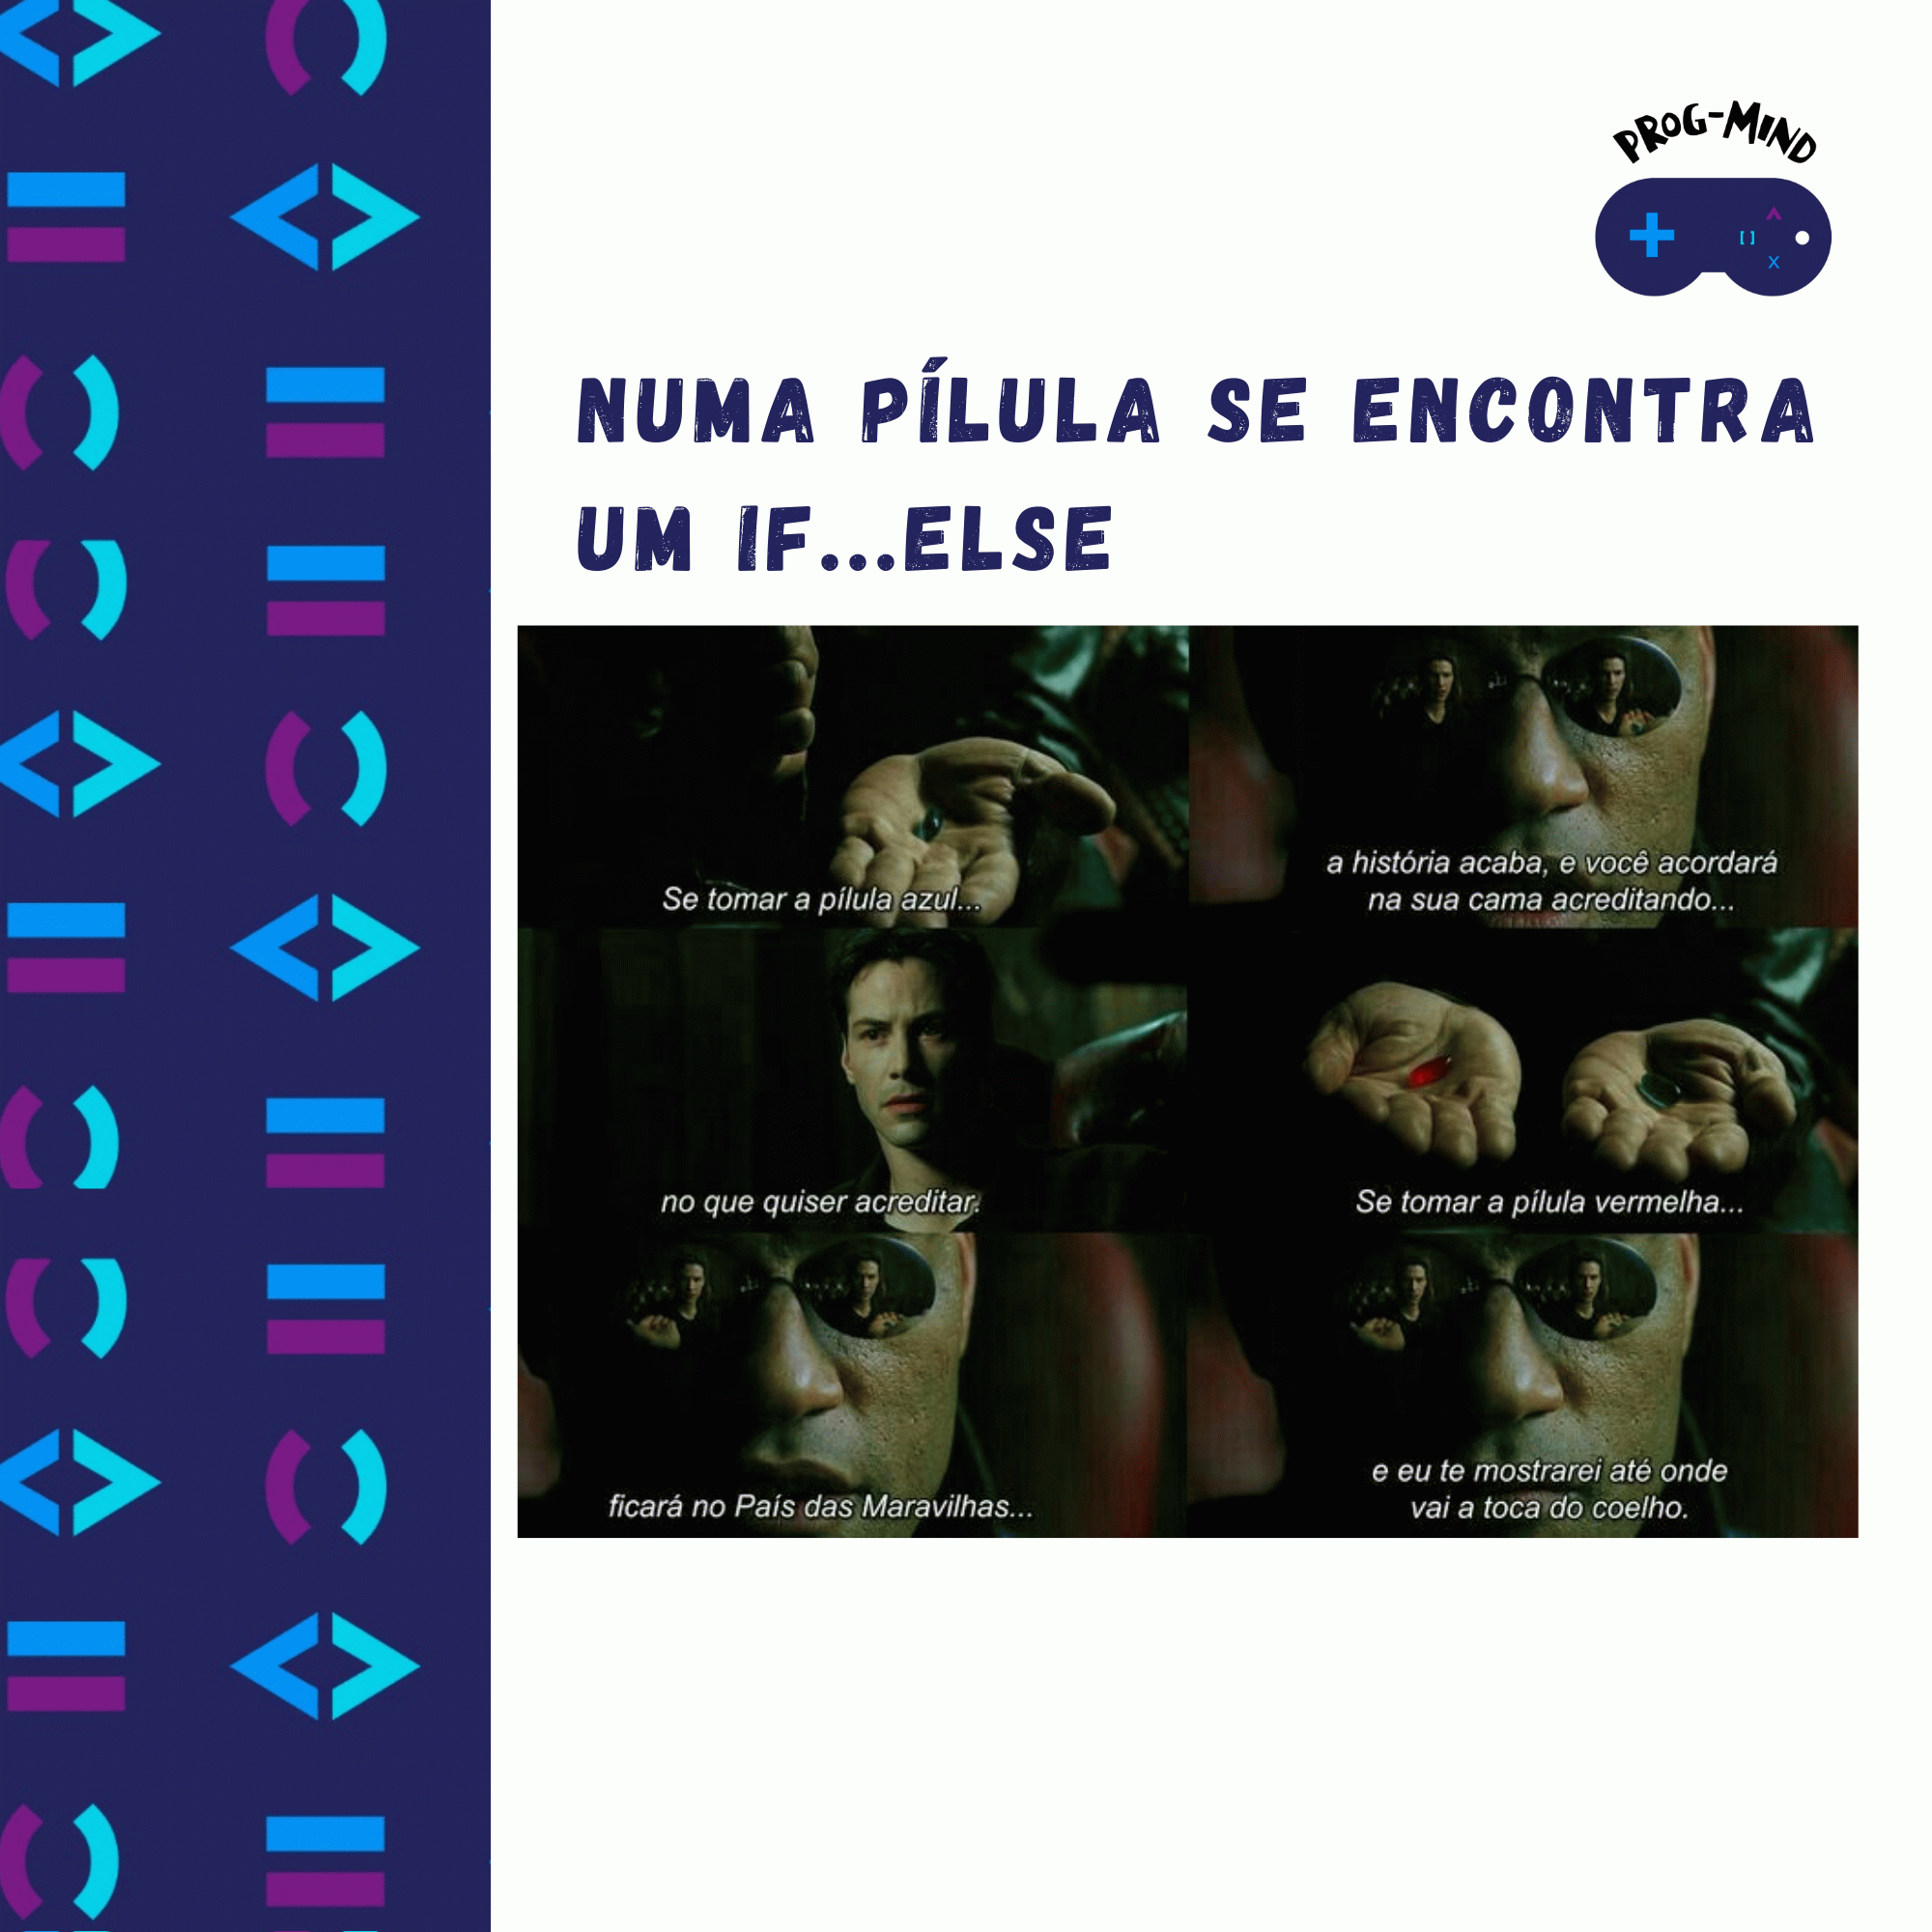 PROG-MIND
NUMA PÍLULA SE ENCONTRA
UM IF...ELSE
Se tomar a pílula azul...
a história acaba, e você acordará
na sua cama acreditando...
no que quiser acreditar.
Se tomar a pílula vermelha...
ficará no País das Maravilhas...
e eu te mostrarei até onde
vai a toca do coelho.